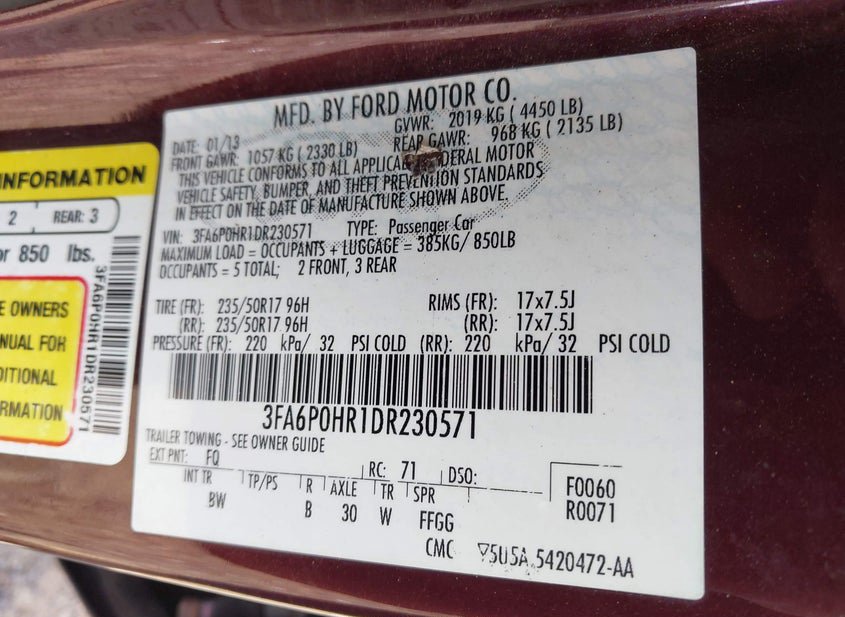 INFORMATION
2 REAR: 3
or 850 lbs.
E OWNERS
NUAL FOR
DITIONAL
ORMATION
3FA6P0HR1DR230571
MFD. BY FORD MOTOR CO.
DATE: 01/13 GVWR: 2019 KG ( 4450 LB)
FRONT GAWR: 1057 KG ( 2330 LB) REAR GAWR: 968 KG ( 2135 LB)
THIS VEHICLE CONFORMS TO ALL APPLICA DERAL MOTOR
VEHICLE SAFETY, BUMPER, AND THEFT PREVENTION STANDARDS
IN EFFECT ON THE DATE OF MANUFACTURE SHOWN ABOVE.
VIN: 3FA6P0HR1DR230571 TYPE: Passenger Car
MAXIMUM LOAD = OCCUPANTS + LUGGAGE = 385KG/ 850LB
OCCUPANTS = 5 TOTAL; 2 FRONT, 3 REAR
TIRE (FR): 235/50R17 96H RIMS (FR): 17x7.5J
(RR): 235/50R17 96H (RR): 17x7.5J
PRESSURE (FR): 220 kPa/ 32 PSI COLD (RR): 220 kPa/ 32 PSI COLD
3FA6P0HR1DR230571
TRAILER TOWING - SEE OWNER GUIDE
EXT PNT: FQ RC: 71 DSO: F0060
INT TR TP/PS R AXLE TR SPR R0071
BW B 30 W FFGG
CMC 5U5A 5420472-AA